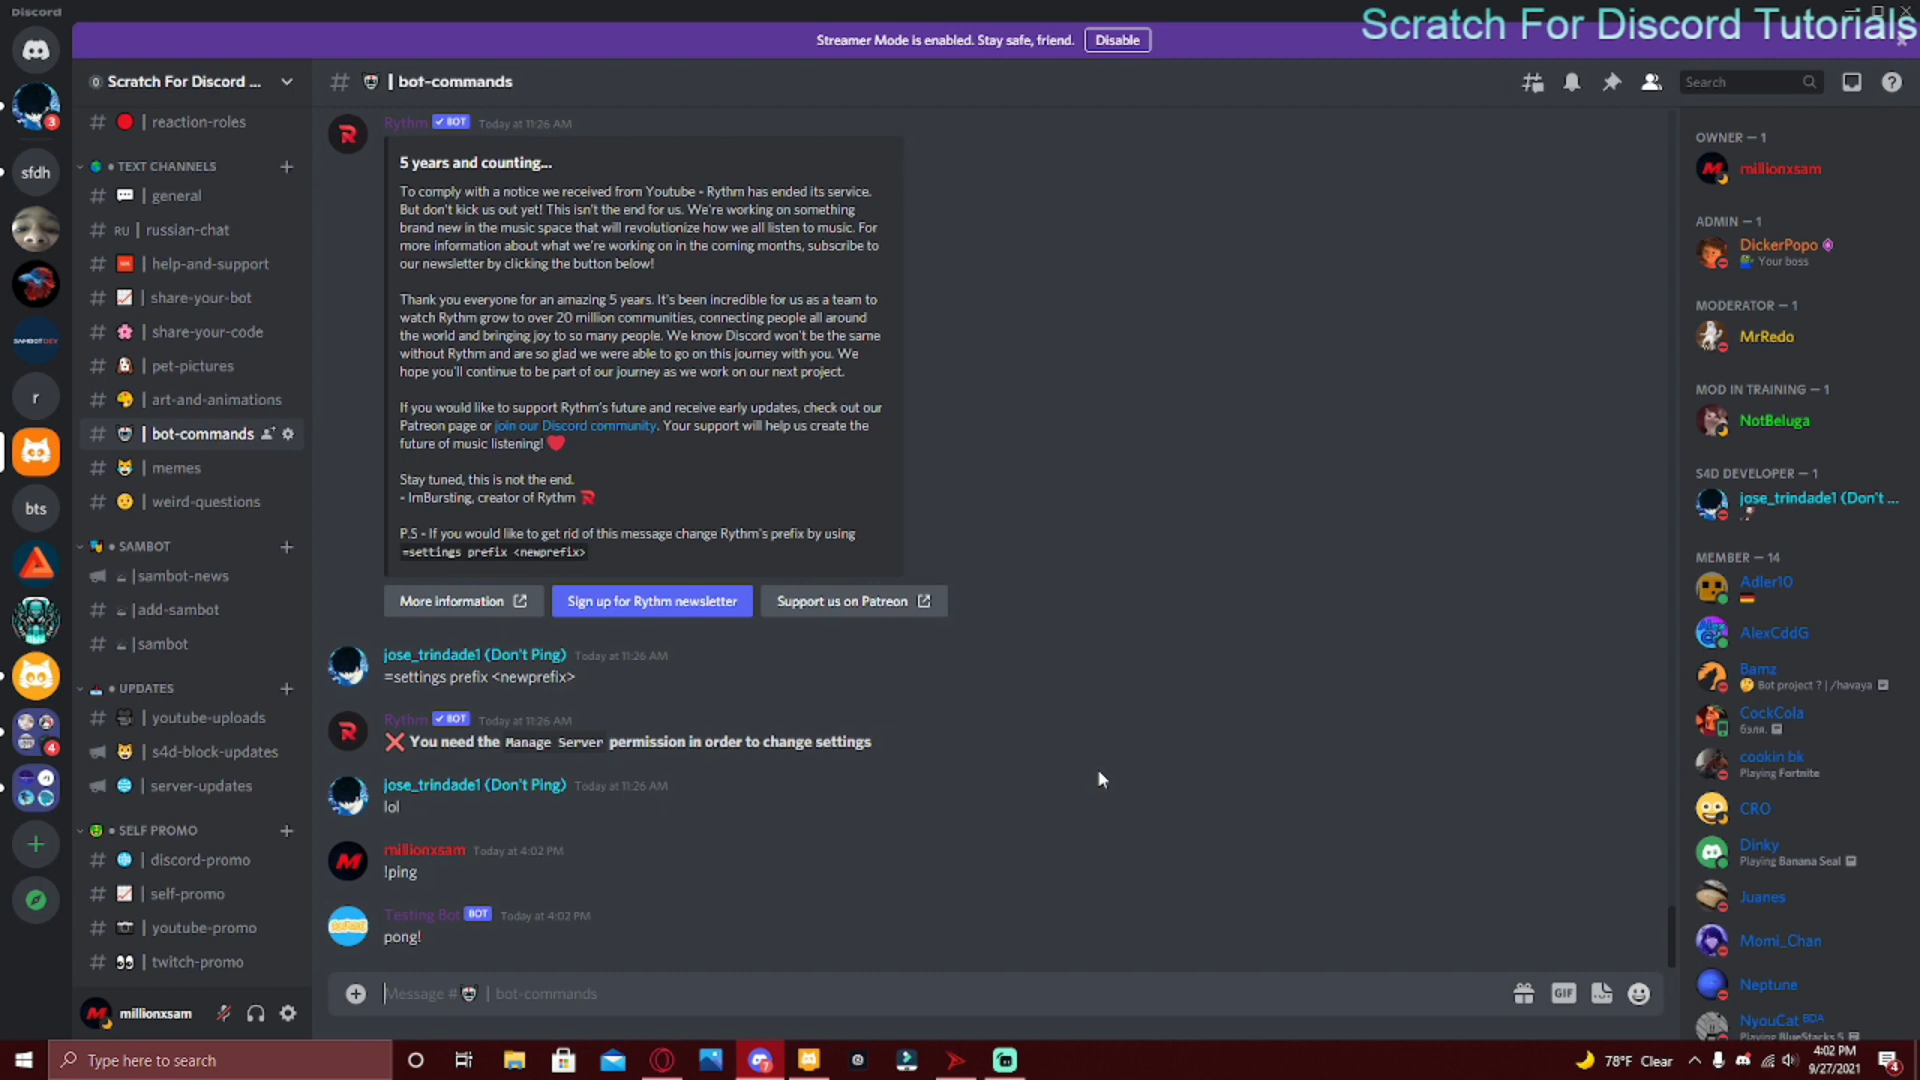 Discord
Scratch For Discord Tutorials
Streamer Mode is enabled. Stay safe, friend. Disable
Scratch For Discord ...
# | bot-commands
Search
3
sfdh
SAMBOTDEV
r
bts
4
# | reaction-roles
• TEXT CHANNELS
# | general
# RU | russian-chat
# | help-and-support
# | share-your-bot
# | share-your-code
# | pet-pictures
# | art-and-animations
# | bot-commands
# | memes
# | weird-questions
• SAMBOT
|sambot-news
# |add-sambot
# |sambot
• UPDATES
# | youtube-uploads
| s4d-block-updates
| server-updates
• SELF PROMO
# | discord-promo
# | self-promo
# | youtube-promo
# | twitch-promo
millionxsam
Rythm ✓ BOT Today at 11:26 AM
5 years and counting...
To comply with a notice we received from Youtube - Rythm has ended its service.
But don't kick us out yet! This isn't the end for us. We're working on something
brand new in the music space that will revolutionize how we all listen to music. For
more information about what we're working on in the coming months, subscribe to
our newsletter by clicking the button below!
Thank you everyone for an amazing 5 years. It's been incredible for us as a team to
watch Rythm grow to over 20 million communities, connecting people all around
the world and bringing joy to so many people. We know Discord won't be the same
without Rythm and are so glad we were able to go on this journey with you. We
hope you'll continue to be part of our journey as we work on our next project.
If you would like to support Rythm's future and receive early updates, check out our
Patreon page or join our Discord community. Your support will help us create the
future of music listening!
Stay tuned, this is not the end.
- ImBursting, creator of Rythm
P.S - If you would like to get rid of this message change Rythm's prefix by using
=settings prefix <newprefix>
More information
Sign up for Rythm newsletter
Support us on Patreon
jose_trindade1 (Don't Ping) Today at 11:26 AM
=settings prefix <newprefix>
Rythm ✓ BOT Today at 11:26 AM
❌ You need the Manage Server permission in order to change settings
jose_trindade1 (Don't Ping) Today at 11:26 AM
lol
millionxsam Today at 4:02 PM
!ping
Testing Bot BOT Today at 4:02 PM
pong!
Message # | bot-commands
GIF
OWNER — 1
millionxsam
ADMIN — 1
DickerPopo
Your boss
MODERATOR — 1
MrRedo
MOD IN TRAINING — 1
NotBeluga
S4D DEVELOPER — 1
jose_trindade1 (Don't ...
MEMBER — 14
Adler10
AlexCddG
Bamz
Bot project ? | /havaya
CockCola
бэля.
cookin bk
Playing Fortnite
CRO
Dinky
Playing Banana Seal
Juanes
Momi_Chan
Neptune
NyouCat BDA
Playing BlueStacks 5
Type here to search
7
78°F Clear
4:02 PM
9/27/2021
4